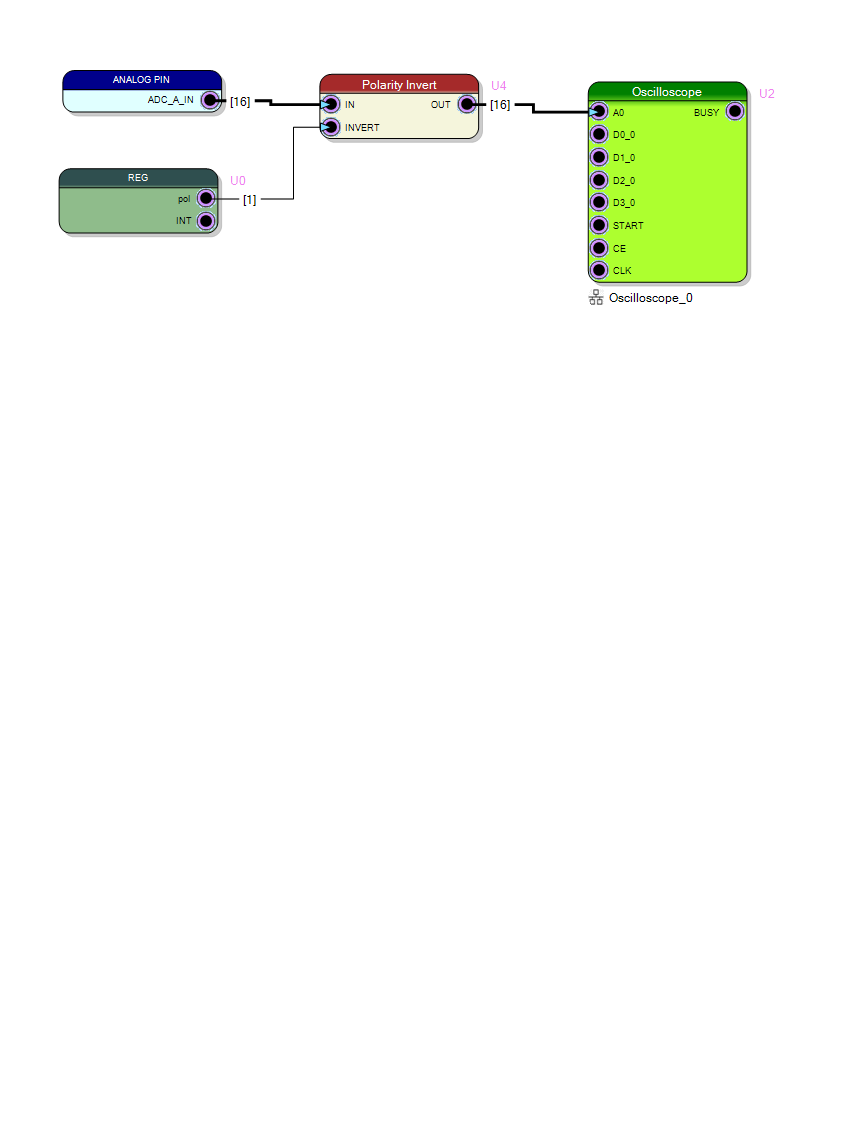 ANALOG PIN
ADC_A_IN
[16]
Polarity Invert
U4
IN
OUT
[16]
INVERT
Oscilloscope
U2
A0
BUSY
D0_0
D1_0
D2_0
D3_0
START
CE
CLK
Oscilloscope_0
REG
U0
pol
[1]
INT